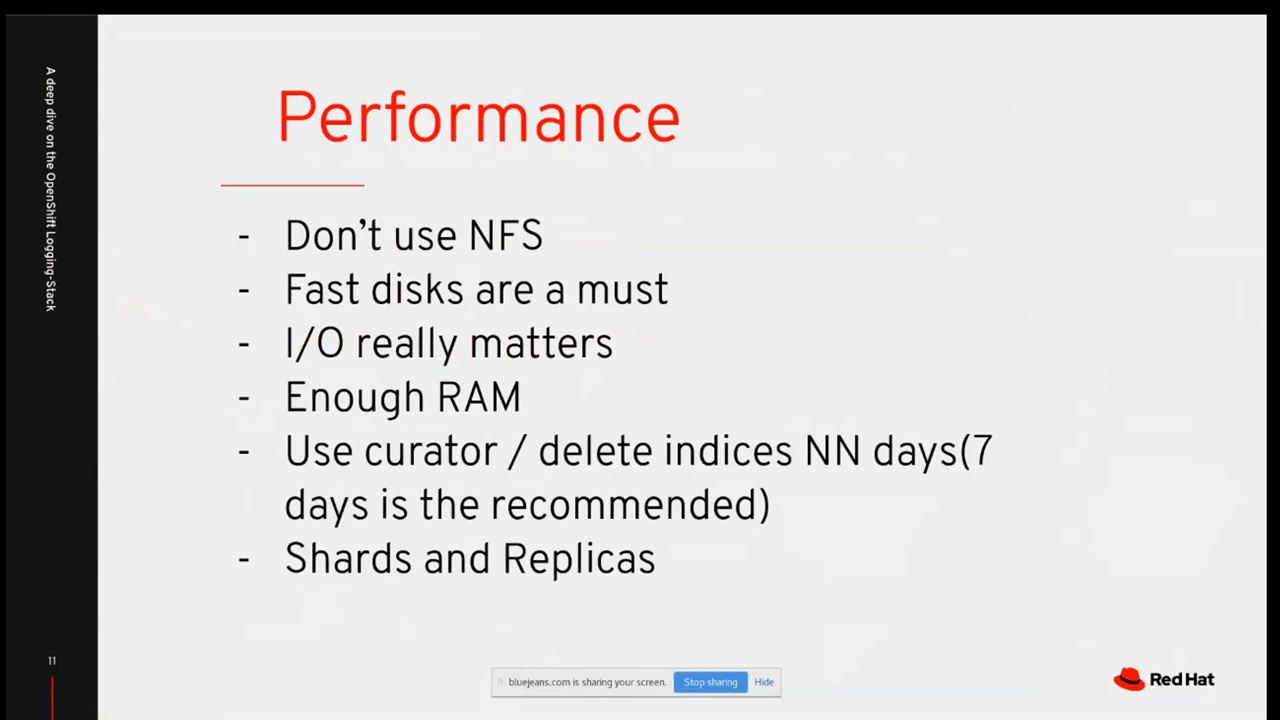 A deep dive on the OpenShift Logging-Stack
Performance
- Don't use NFS
- Fast disks are a must
- I/O really matters
- Enough RAM
- Use curator / delete indices NN days(7
days is the recommended)
- Shards and Replicas
11
bluejeans.com is sharing your screen. Stop sharing Hide
Red Hat